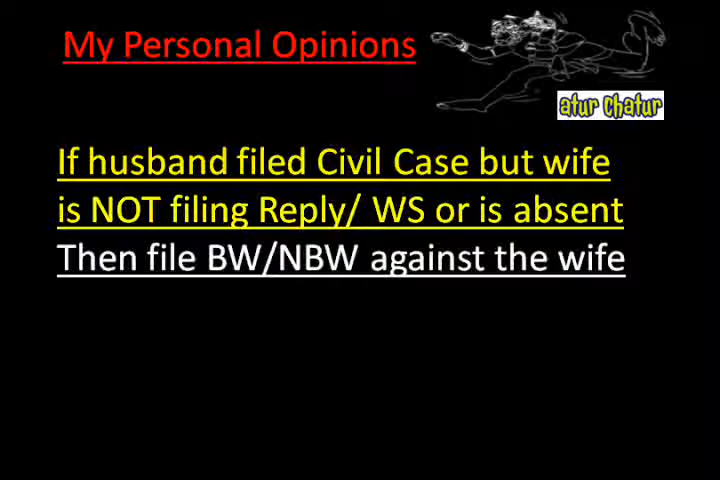 My Personal Opinions
atur chatur
If husband filed Civil Case but wife
is NOT filing Reply/ WS or is absent
Then file BW/NBW against the wife